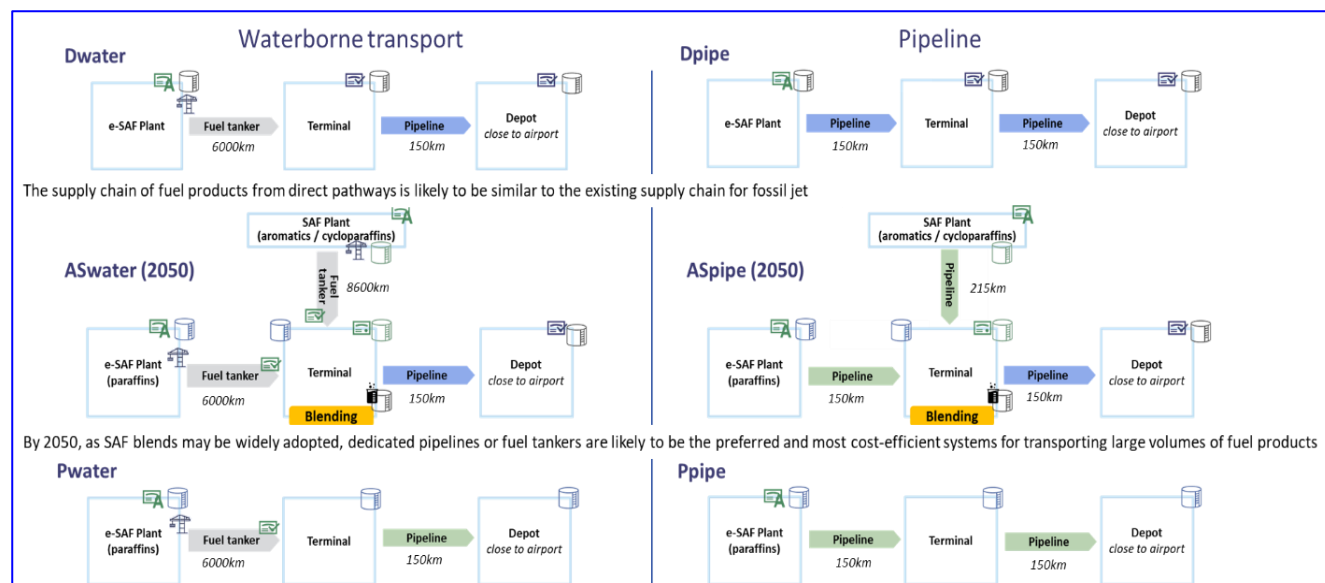 Waterborne transport
Pipeline
Dwater
Dpipe
e-SAF Plant
Fuel tanker
6000km
Terminal
Pipeline
150km
Depot
close to airport
e-SAF Plant
Pipeline
150km
Terminal
Pipeline
150km
Depot
close to airport
The supply chain of fuel products from direct pathways is likely to be similar to the existing supply chain for fossil jet
SAF Plant
(aromatics / cycloparaffins)
SAF Plant
(aromatics / cycloparaffins)
ASwater (2050)
Fuel
tanker
8600km
ASpipe (2050)
Pipeline
215km
e-SAF Plant
(paraffins)
Fuel tanker
6000km
Terminal
Blending
Pipeline
150km
Depot
close to airport
e-SAF Plant
(paraffins)
Pipeline
150km
Terminal
Blending
Pipeline
150km
Depot
close to airport
By 2050, as SAF blends may be widely adopted, dedicated pipelines or fuel tankers are likely to be the preferred and most cost-efficient systems for transporting large volumes of fuel products
Pwater
Ppipe
e-SAF Plant
(paraffins)
Fuel tanker
6000km
Terminal
Pipeline
150km
Depot
close to airport
e-SAF Plant
(paraffins)
Pipeline
150km
Terminal
Pipeline
150km
Depot
close to airport